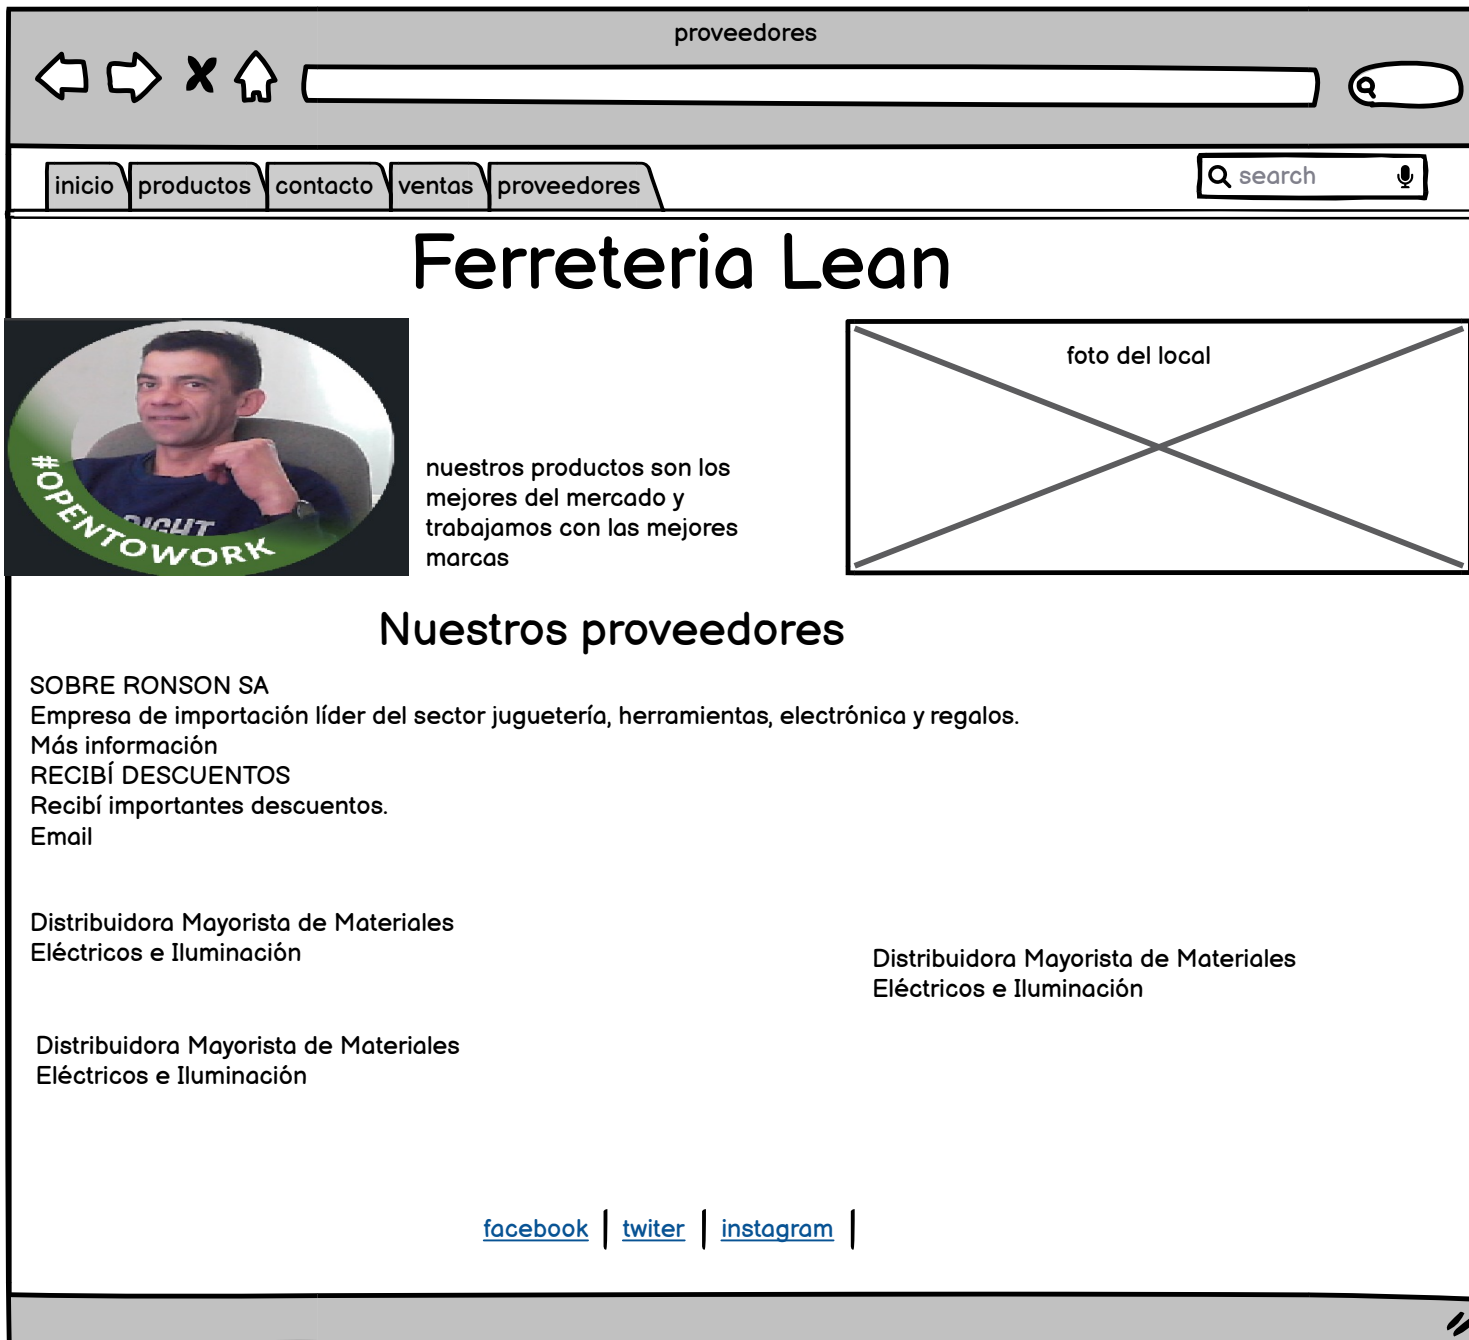 proveedores
inicio productos contacto ventas proveedores
search
Ferreteria Lean
#OPENTOWORK
nuestros productos son los
mejores del mercado y
trabajamos con las mejores
marcas
foto del local
Nuestros proveedores
SOBRE RONSON SA
Empresa de importación líder del sector juguetería, herramientas, electrónica y regalos.
Más información
RECIBÍ DESCUENTOS
Recibí importantes descuentos.
Email
Distribuidora Mayorista de Materiales
Eléctricos e Iluminación
Distribuidora Mayorista de Materiales
Eléctricos e Iluminación
Distribuidora Mayorista de Materiales
Eléctricos e Iluminación
facebook twiter instagram